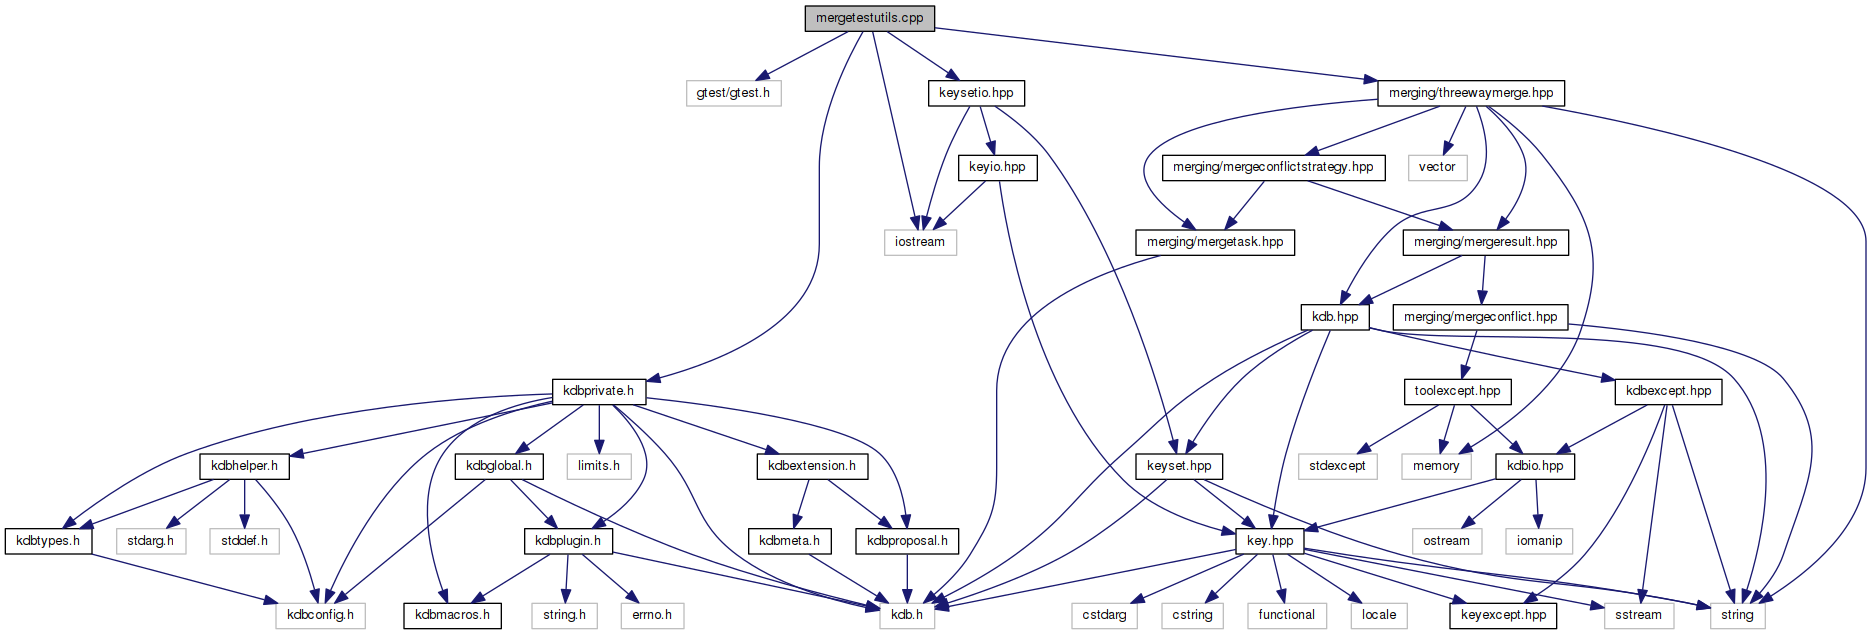 mergetestutils.cpp
gtest/gtest.h
keysetio.hpp
merging/threewaymerge.hpp
keyio.hpp
merging/mergeconflictstrategy.hpp
vector
iostream
merging/mergetask.hpp
merging/mergeresult.hpp
kdb.hpp
merging/mergeconflict.hpp
kdbprivate.h
toolexcept.hpp
kdbexcept.hpp
kdbhelper.h
kdbglobal.h
limits.h
kdbextension.h
keyset.hpp
stdexcept
memory
kdbio.hpp
kdbtypes.h
stdarg.h
stddef.h
kdbplugin.h
kdbmeta.h
kdbproposal.h
key.hpp
ostream
iomanip
kdbconfig.h
kdbmacros.h
string.h
errno.h
kdb.h
cstdarg
cstring
functional
locale
keyexcept.hpp
sstream
string